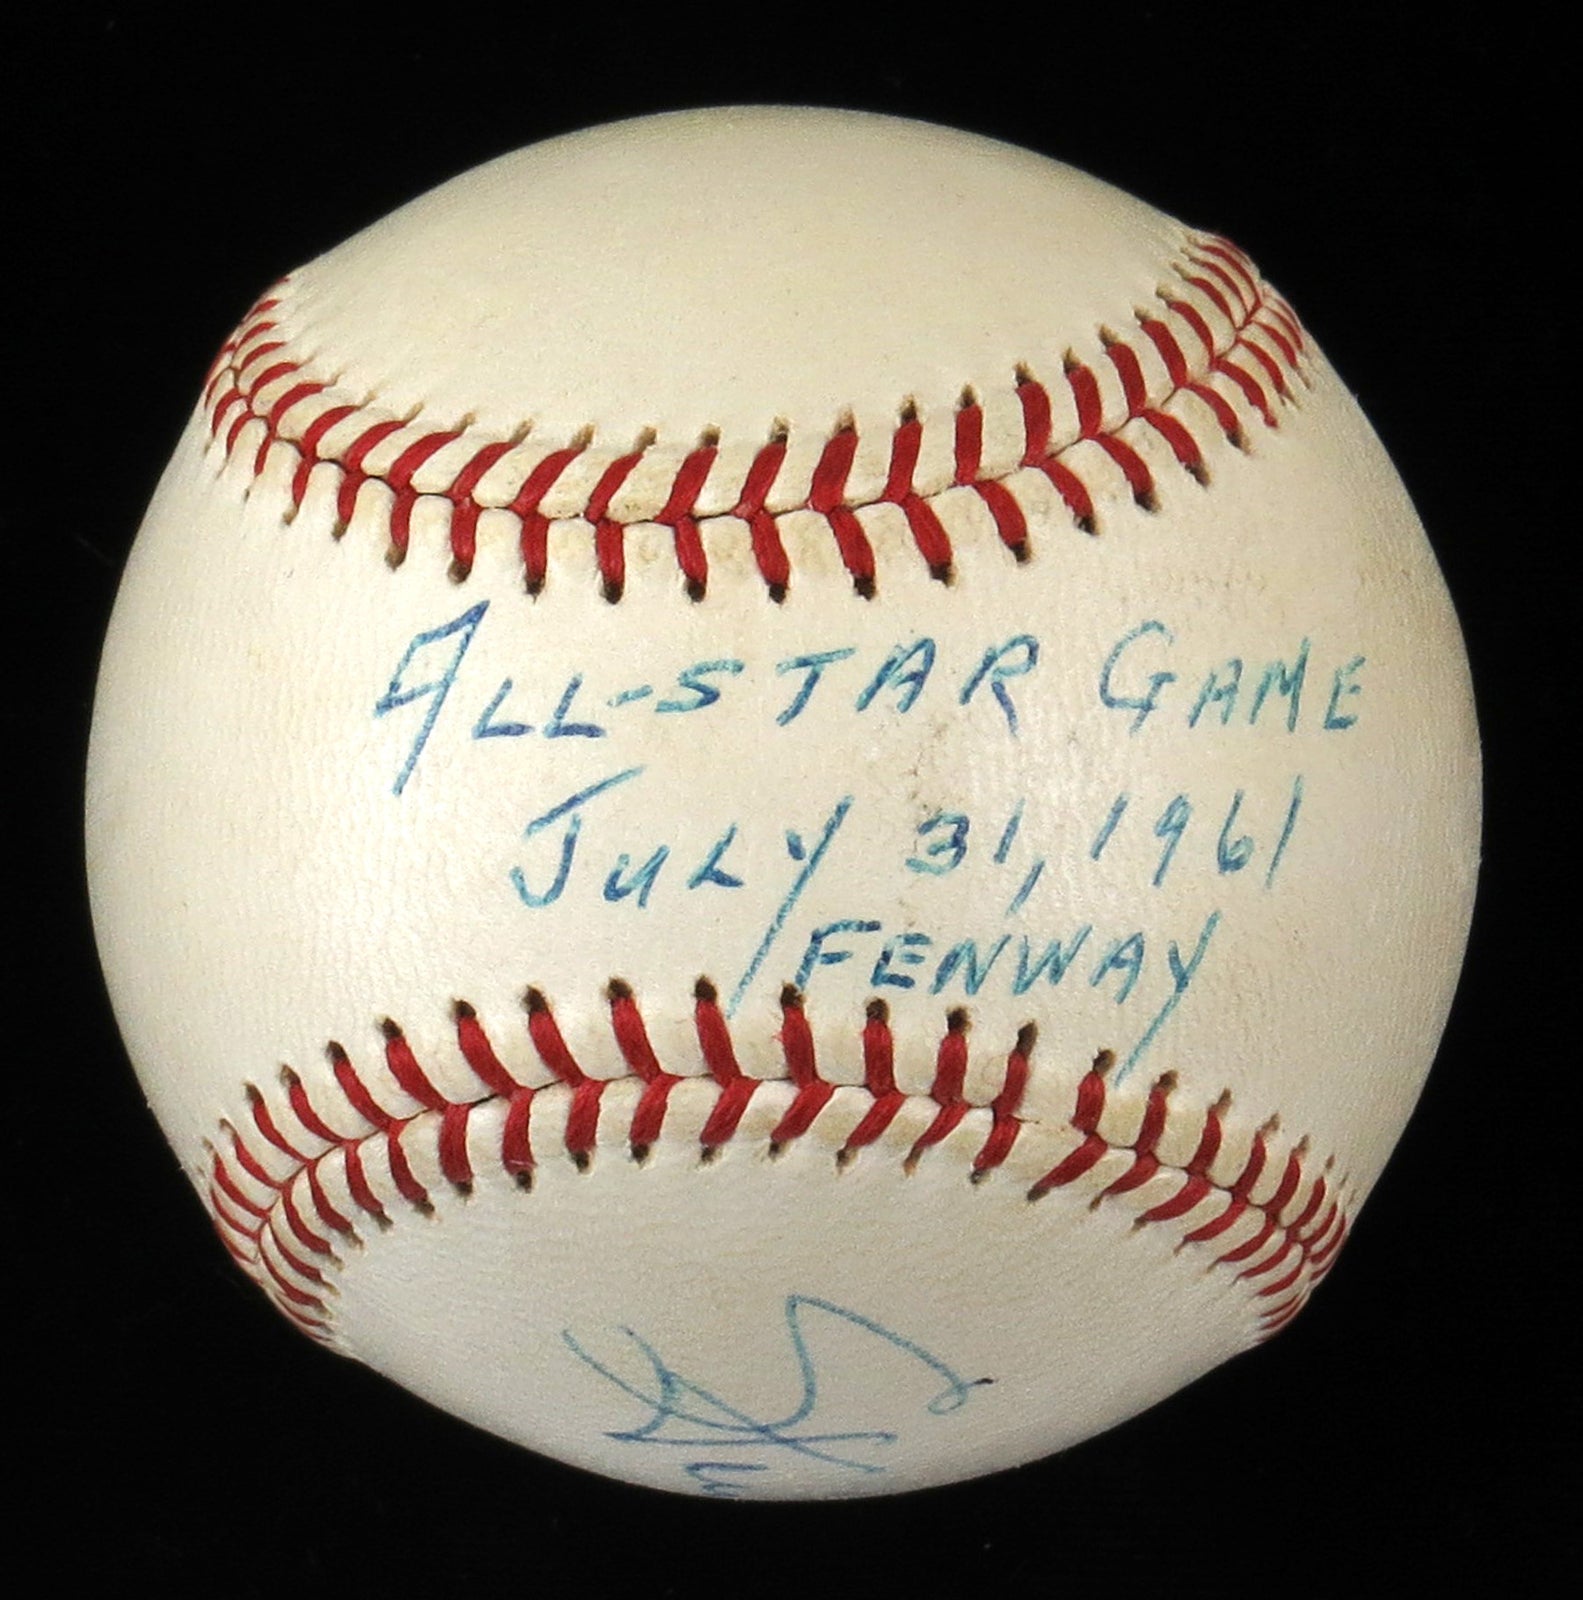 ALL-STAR GAME
JULY 31, 1961
FENWAY